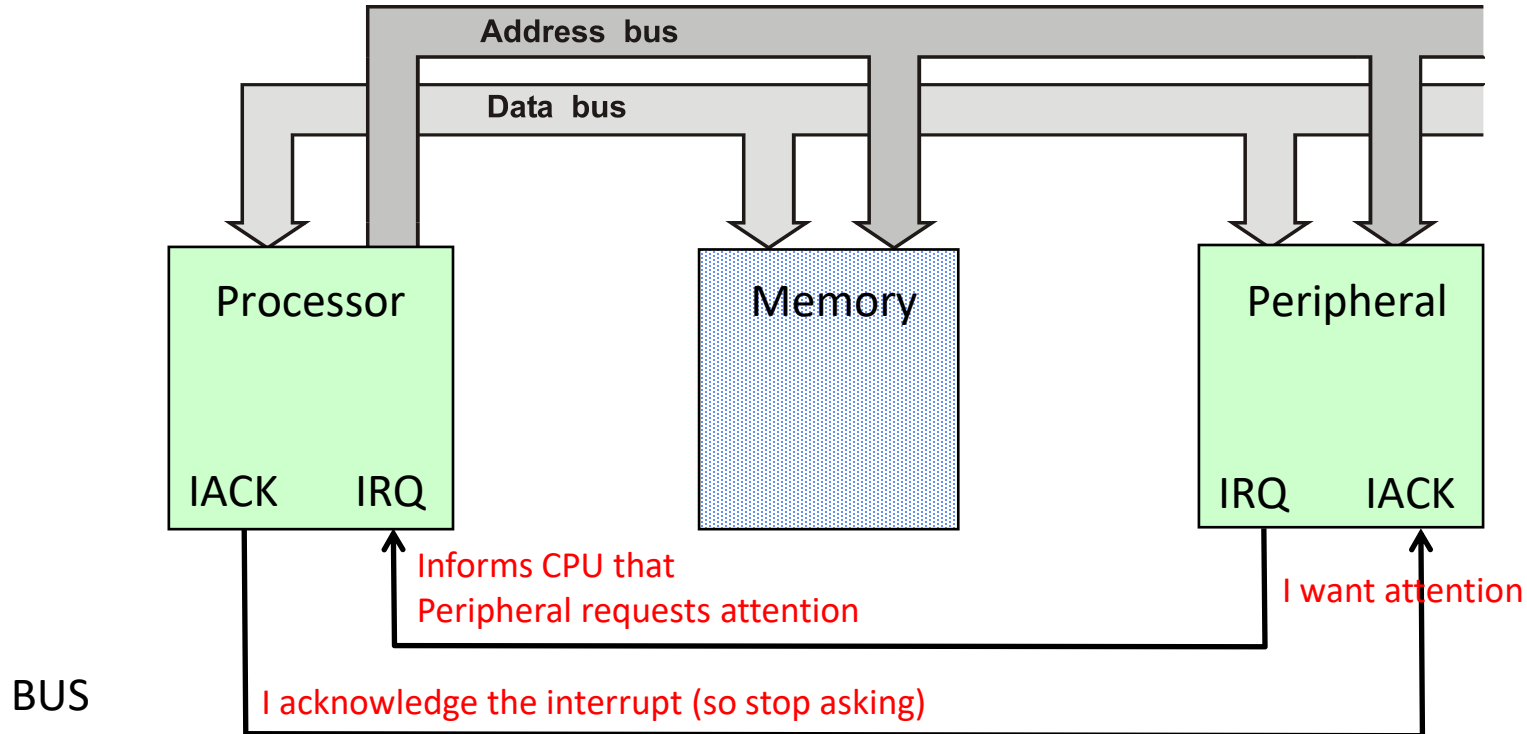 Address bus
Data bus
Processor
Memory
Peripheral
IACK IRQ
IRQ IACK
Informs CPU that
Peripheral requests attention
I want attention
BUS
I acknowledge the interrupt (so stop asking)